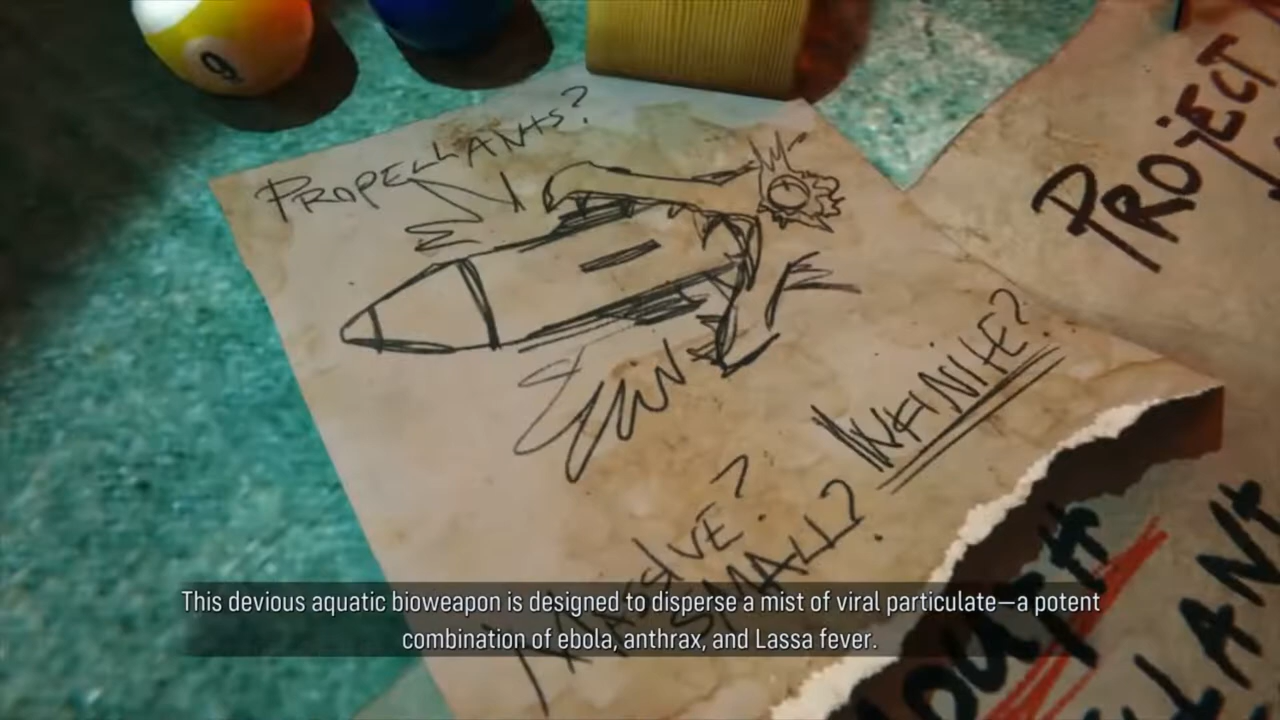 9
PROPELLANTS?
PROJECT
INFINITE?
MASSIVE?
SMALL?
This devious aquatic bioweapon is designed to disperse a mist of viral particulate—a potent
combination of ebola, anthrax, and Lassa fever.